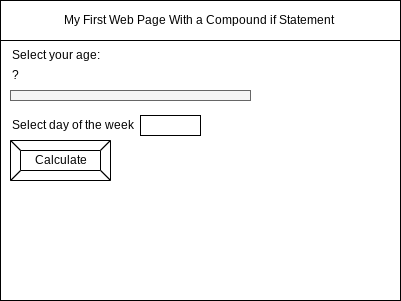 My First Web Page With a Compound if Statement
Select your age:
?
Select day of the week
Calculate